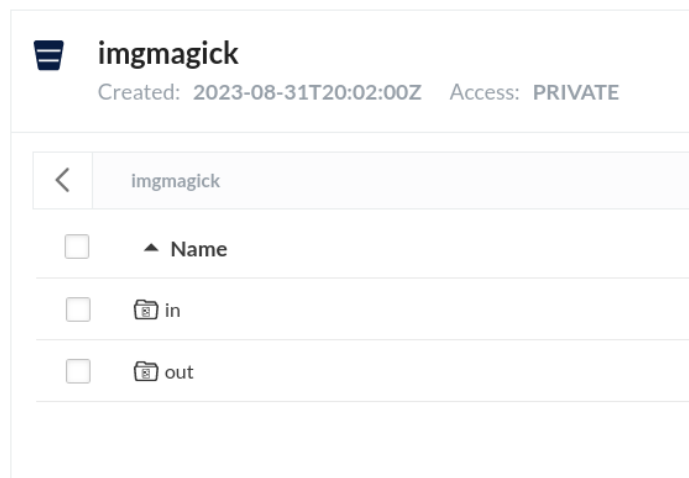 imgmagick
Created: 2023-08-31T20:02:00Z Access: PRIVATE
imgmagick
Name
in
out